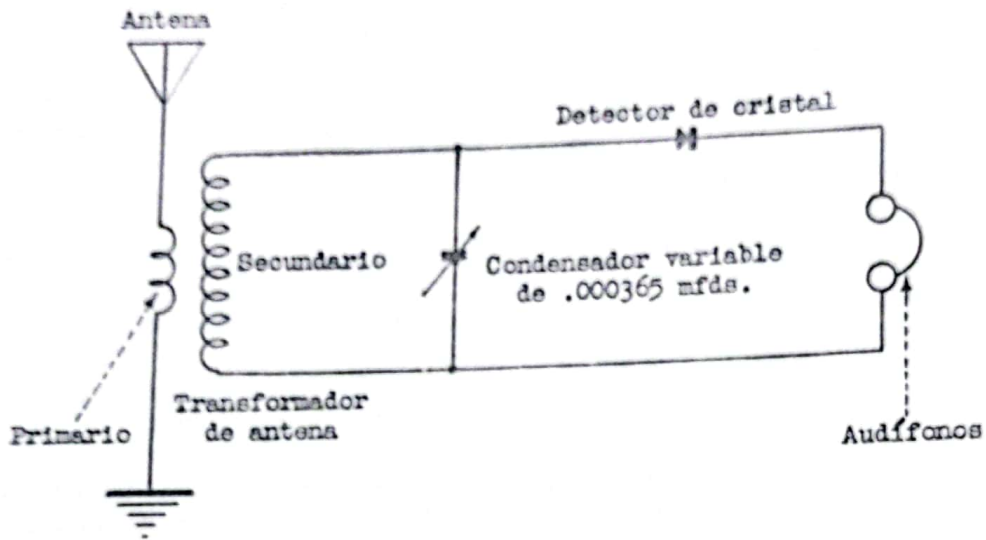 Antena
Detector de cristal
Secundario
Condensador variable
de .000365 mfds.
Transformador
de antena
Primario
Audífonos